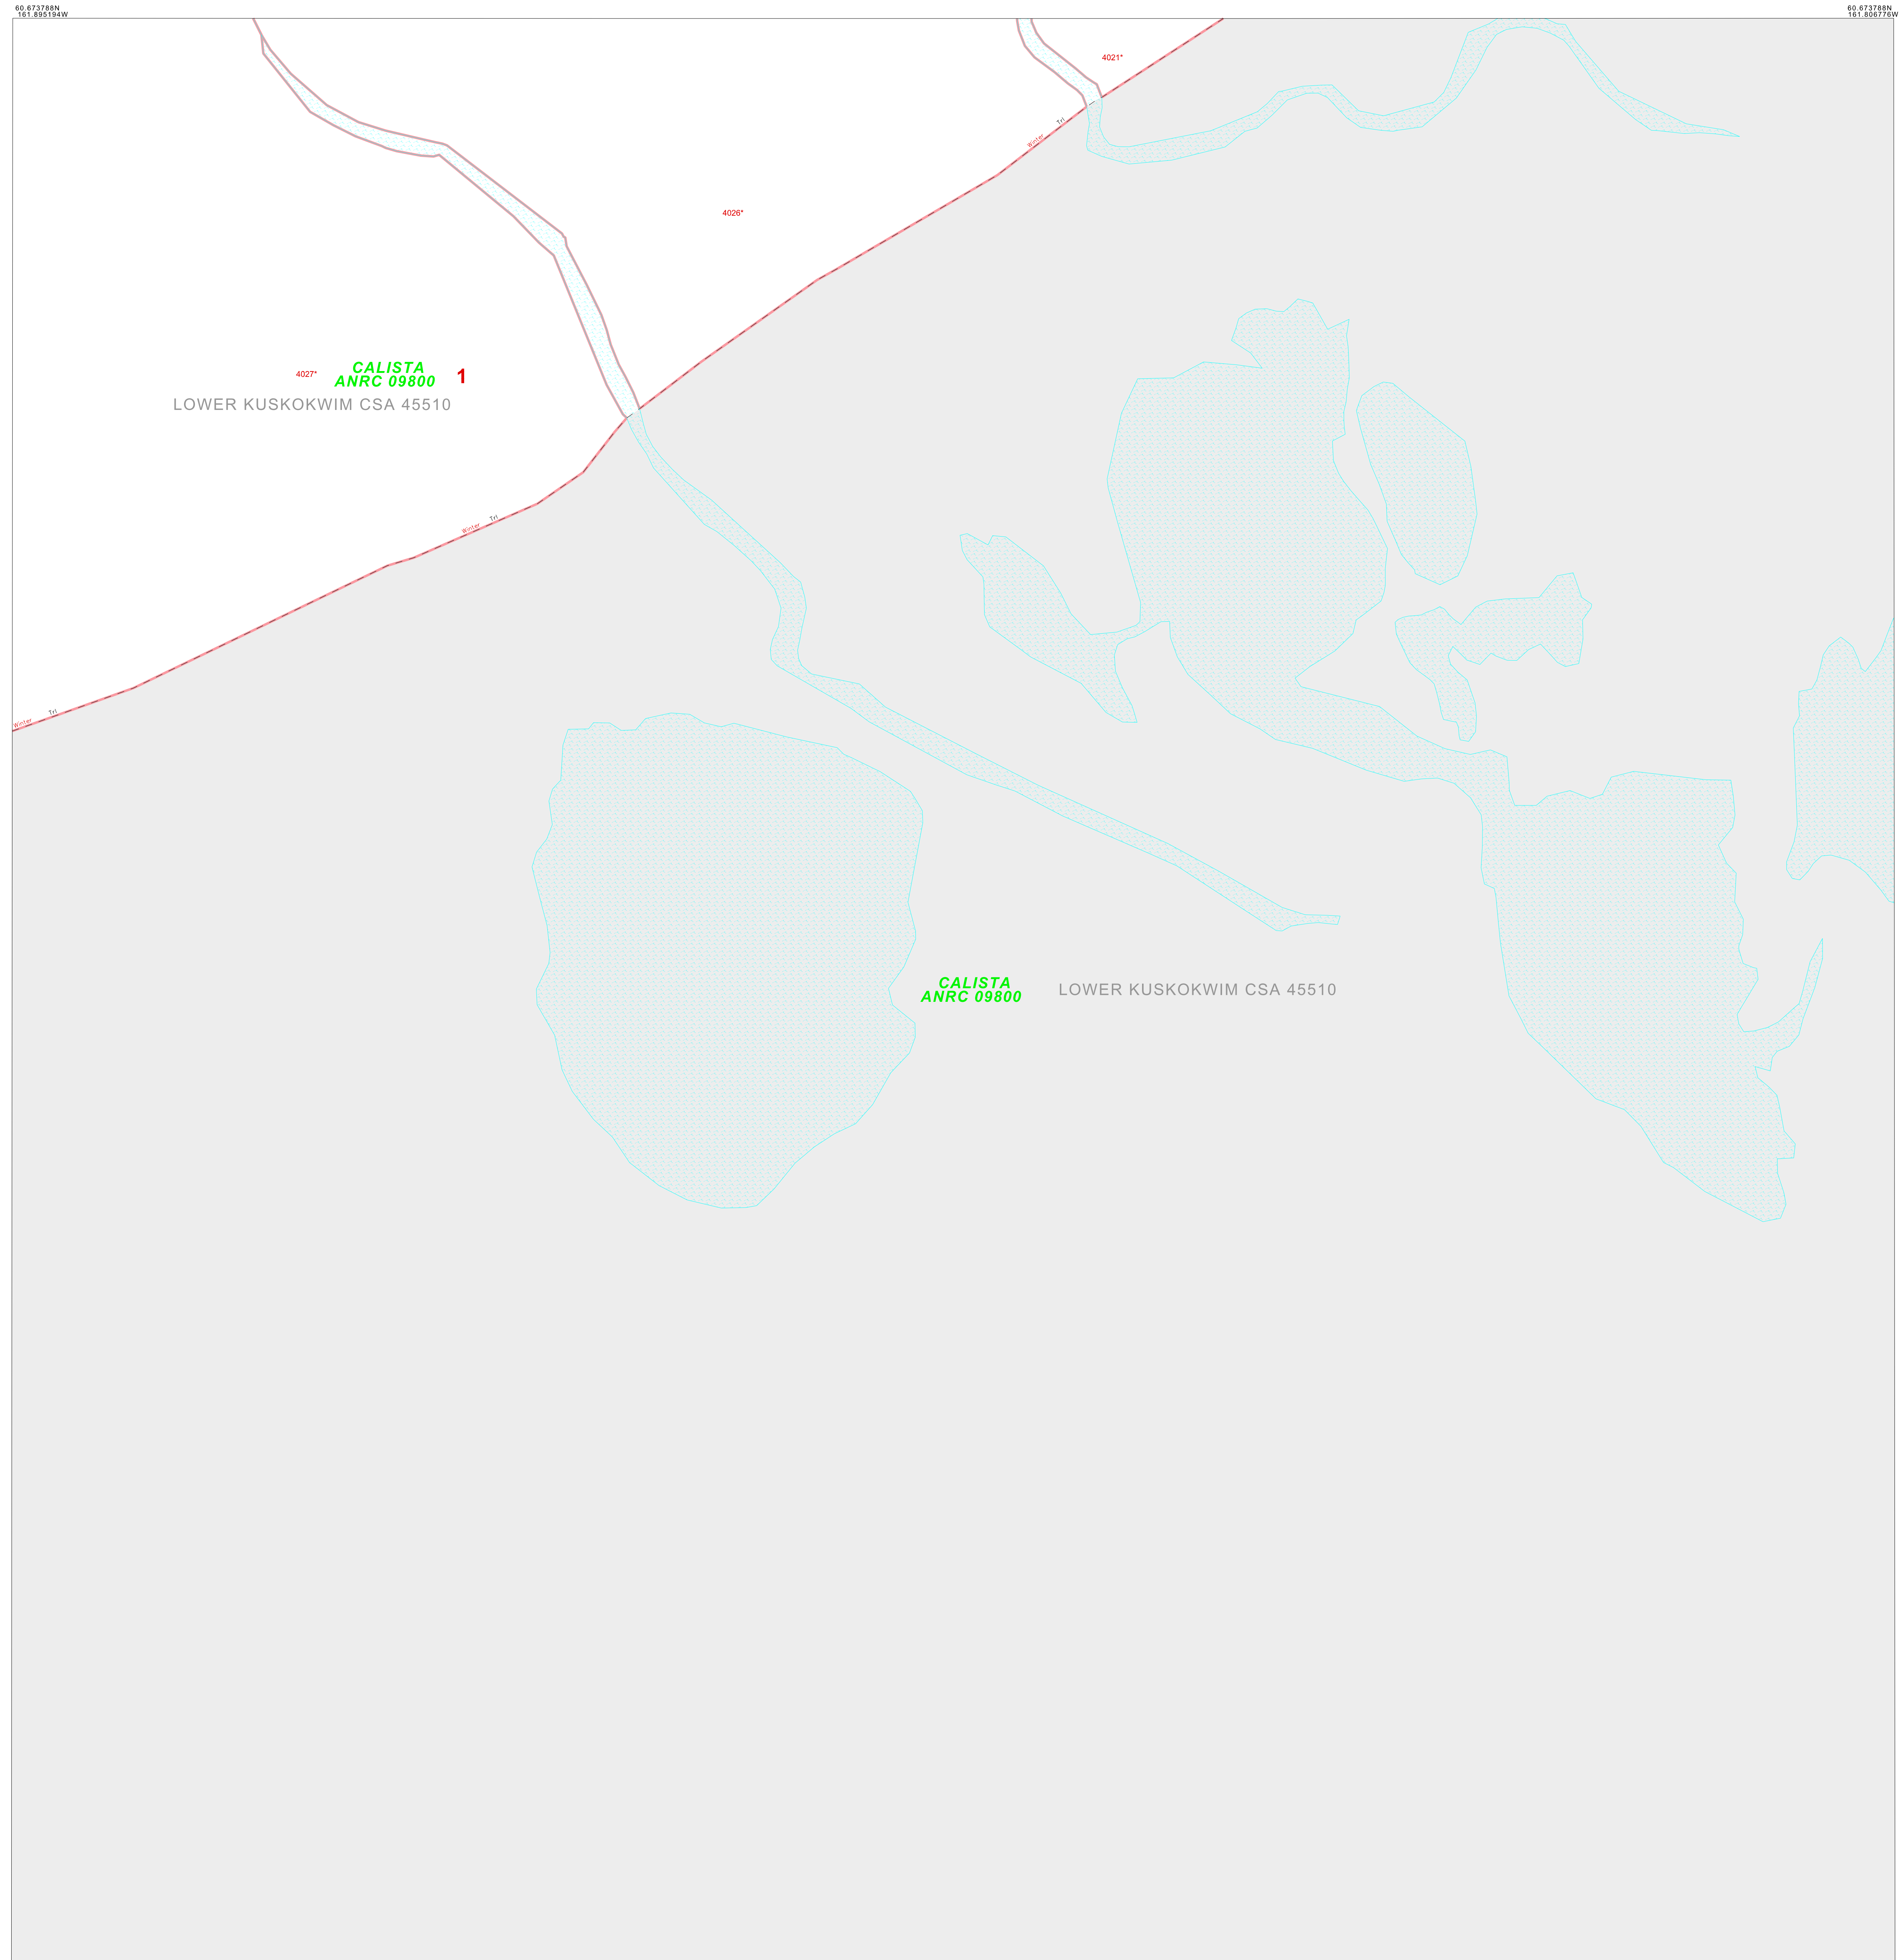 60.673788N
161.895194W
60.673788N
161.806776W
4021*
Winter Trl
4026*
4027*
CALISTA
ANRC 09800
1
LOWER KUSKOKWIM CSA 45510
Winter Trl
Winter Trl
CALISTA
ANRC 09800
LOWER KUSKOKWIM CSA 45510